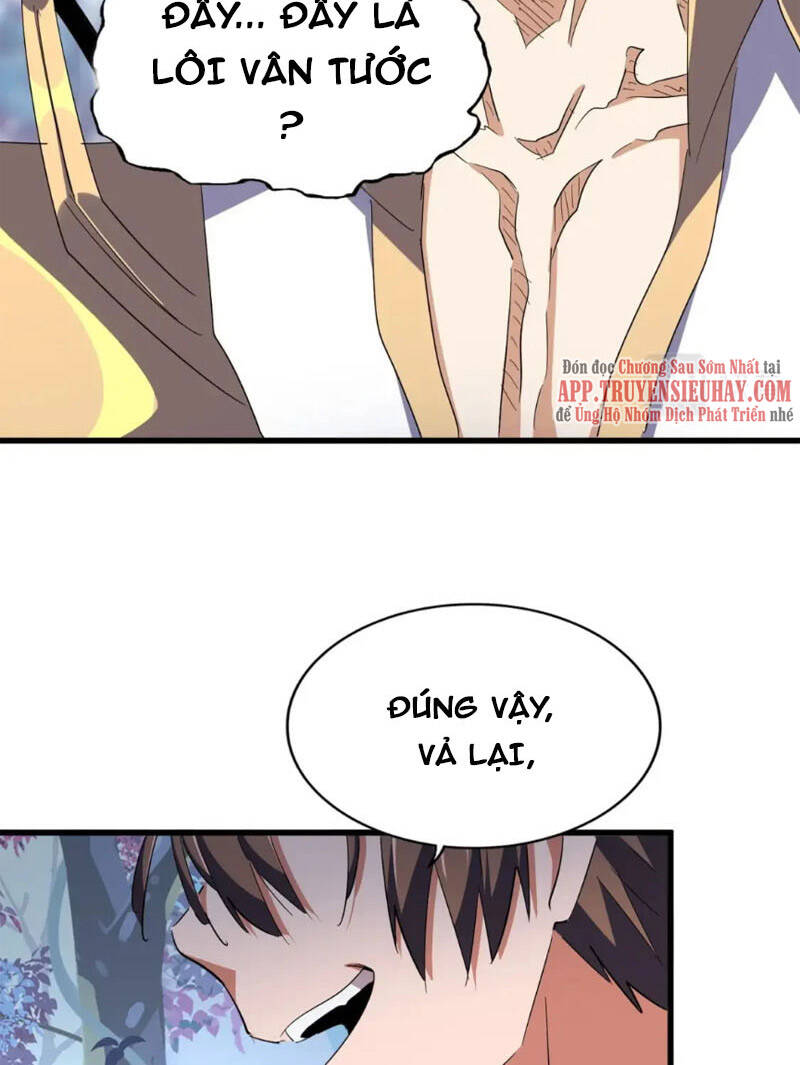 ĐÂY... ĐÂY LÀ
LÔI VÂN TƯỚC
?
Đón đọc Chương Sau Sớm Nhất tại
APP.TRUYENSIEUHAY.COM
để Ủng Hộ Nhóm Dịch Phát Triển nhé
ĐÚNG VẬY,
VẢ LẠI,